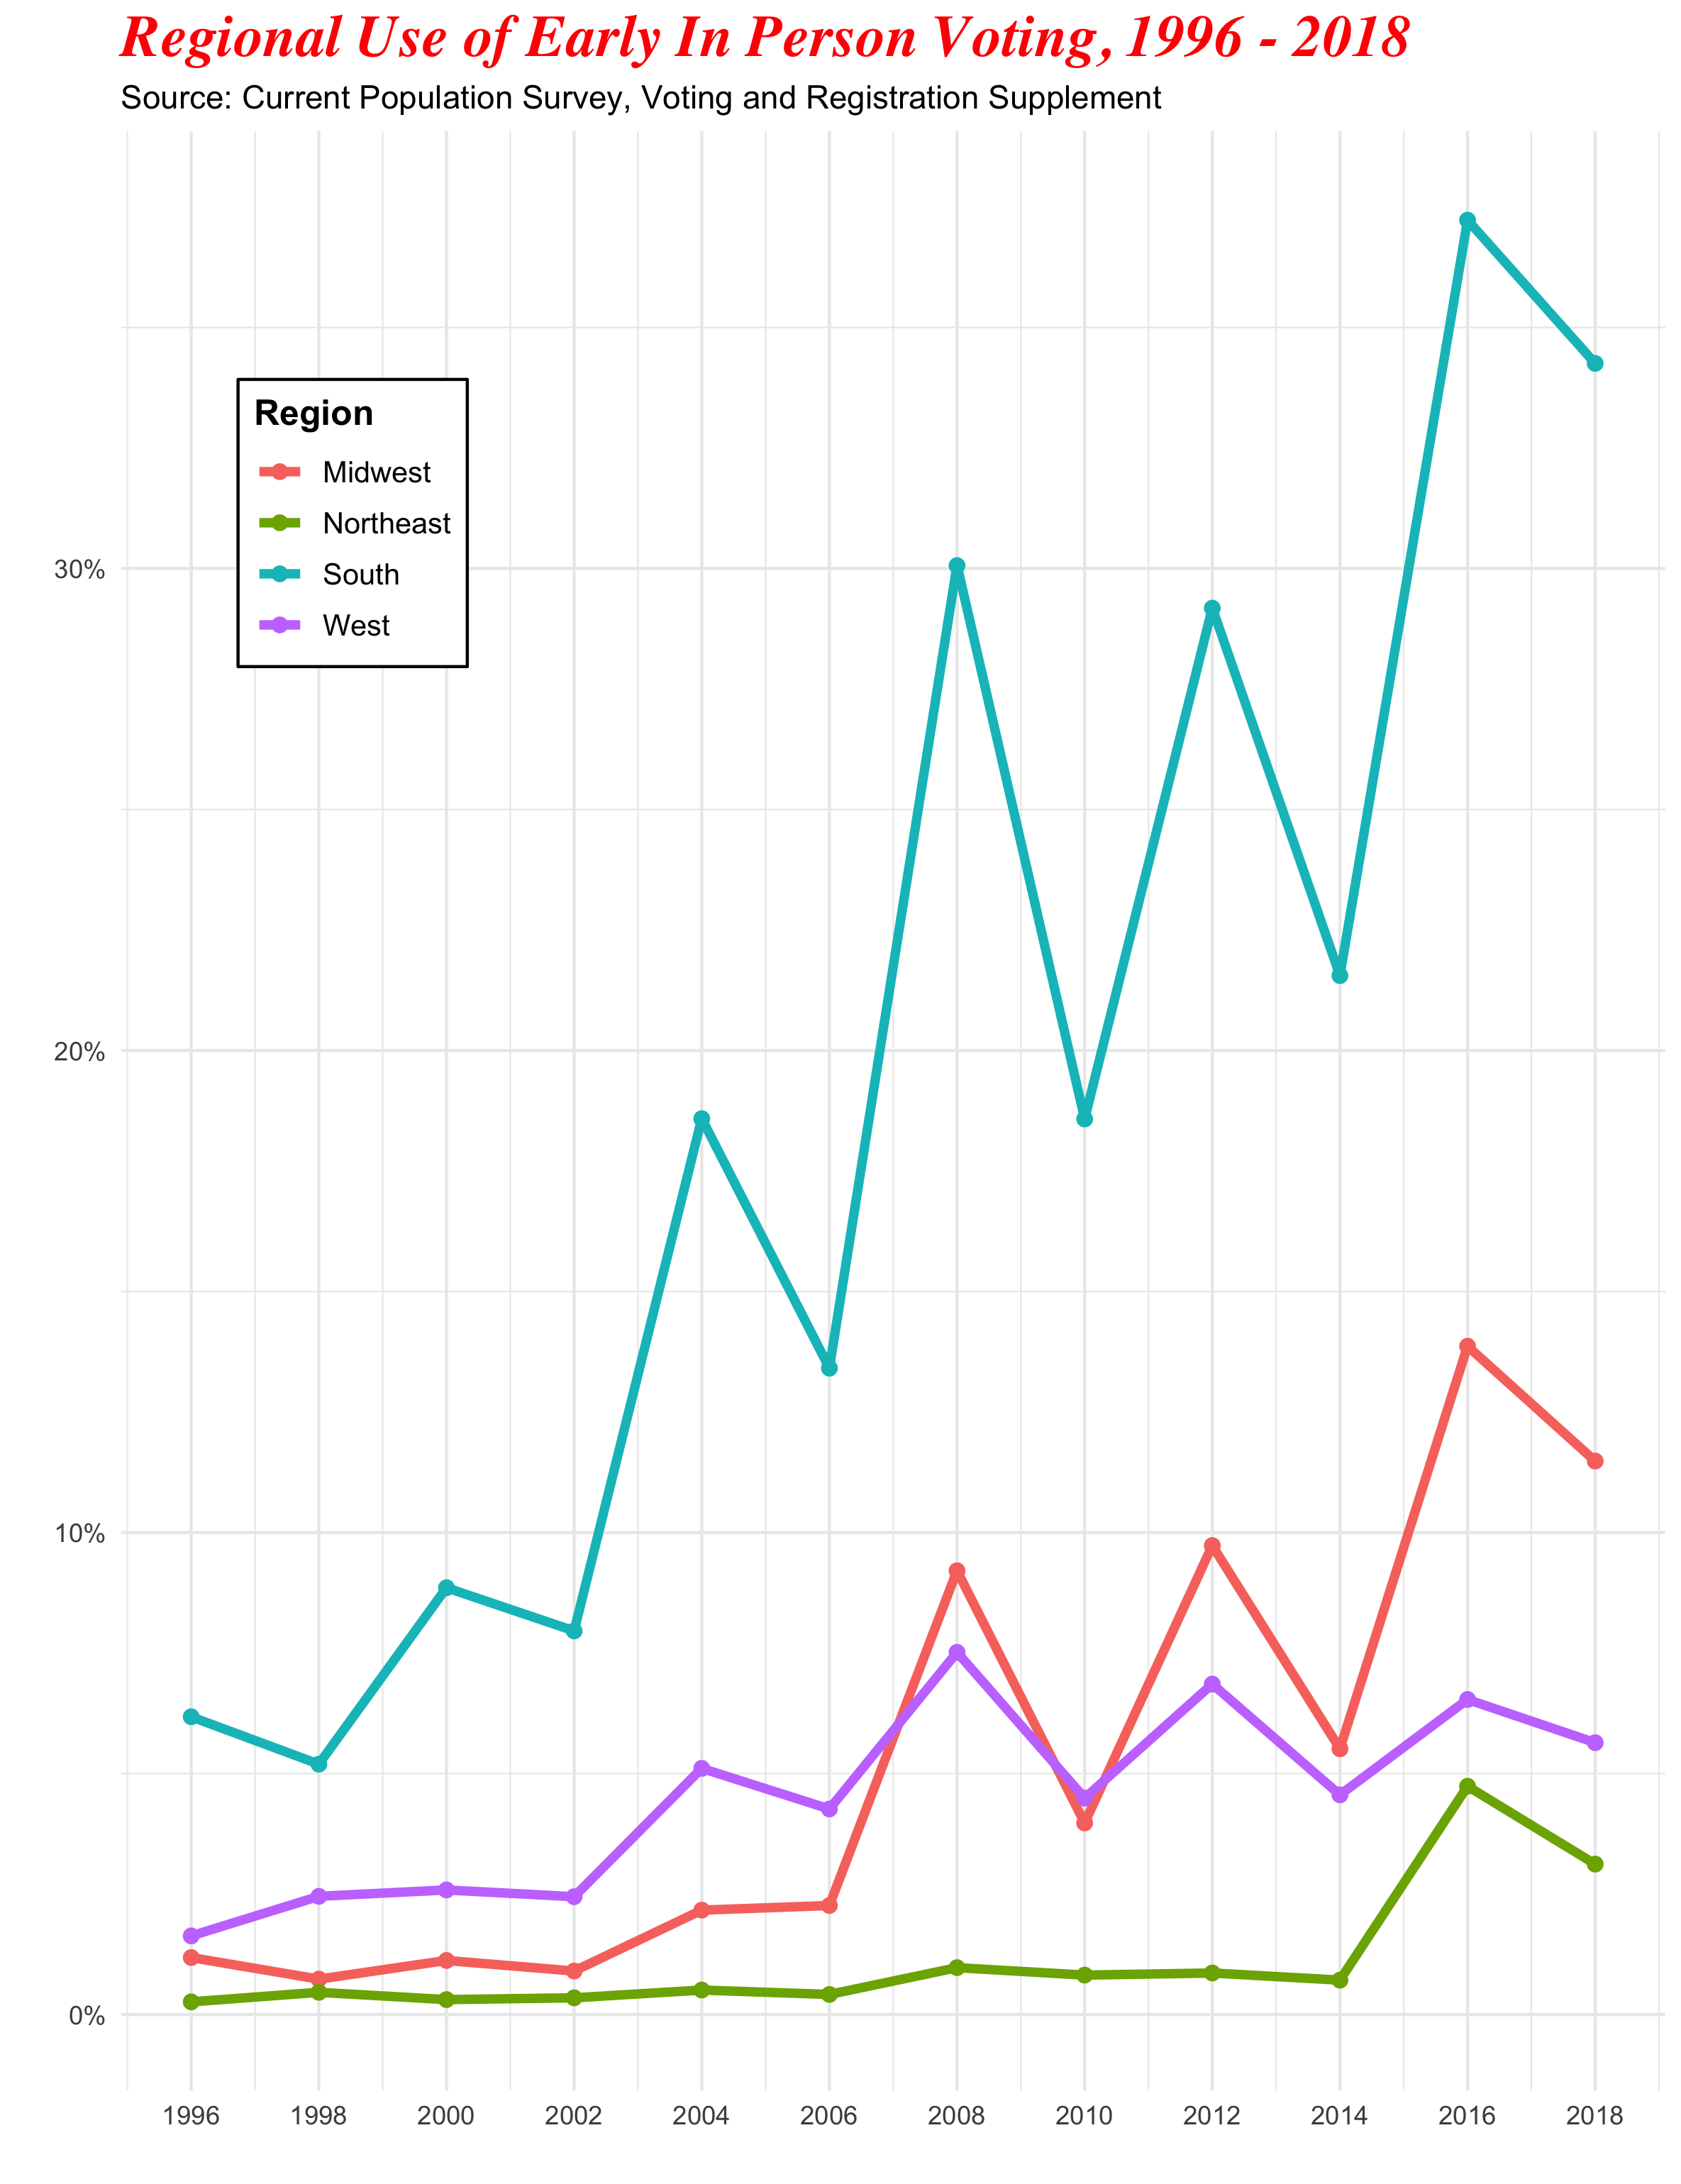 Regional Use of Early In Person Voting, 1996 - 2018
Source: Current Population Survey, Voting and Registration Supplement
Region
Midwest
Northeast
South
West
30%
20%
10%
0%
1996 1998 2000 2002 2004 2006 2008 2010 2012 2014 2016 2018